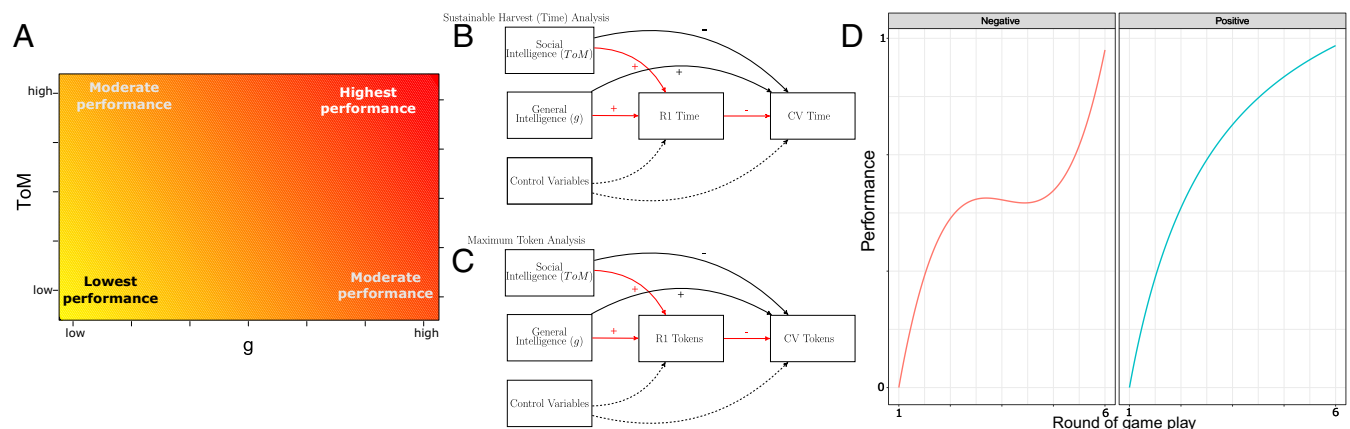 A
high
low
ToM
Moderate
performance
Highest
performance
Lowest
performance
Moderate
performance
low
high
g
B
Sustainable Harvest (Time) Analysis
Social
Intelligence (ToM)
General
Intelligence (g)
Control Variables
R1 Time
CV Time
-
+
+
+
-
C
Maximum Token Analysis
Social
Intelligence (ToM)
General
Intelligence (g)
Control Variables
R1 Tokens
CV Tokens
-
+
+
+
-
D
Negative
Positive
1
0
Performance
1
6
1
6
Round of game play